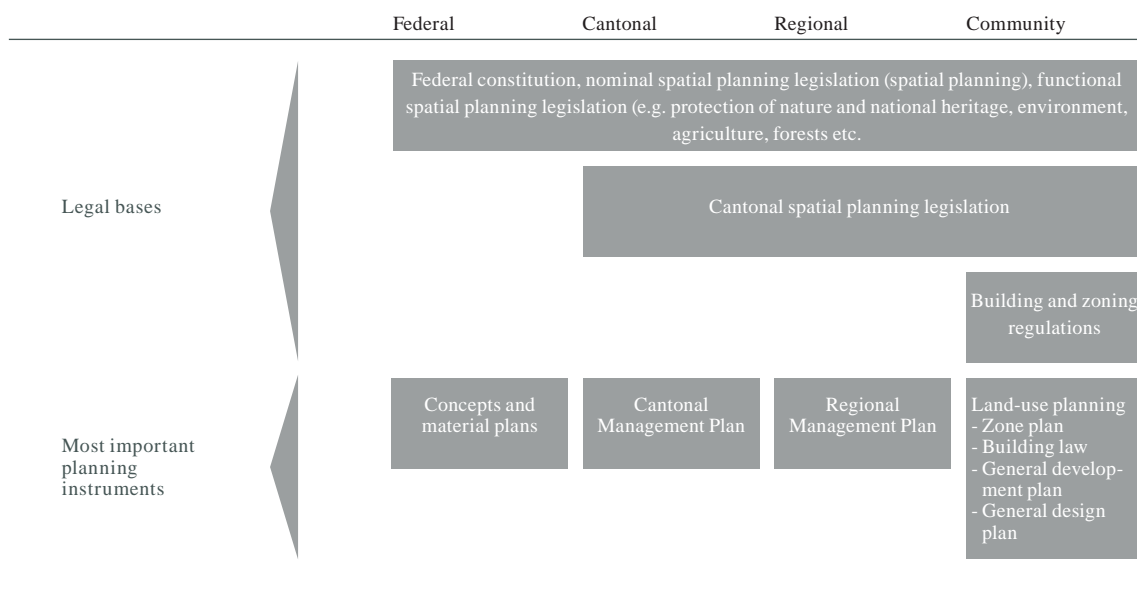 Federal Cantonal Regional Community
Federal constitution, nominal spatial planning legislation (spatial planning), functional
spatial planning legislation (e.g. protection of nature and national heritage, environment,
agriculture, forests etc.
Legal bases
Cantonal spatial planning legislation
Building and zoning
regulations
Most important
planning
instruments
Concepts and
material plans
Cantonal
Management Plan
Regional
Management Plan
Land-use planning
- Zone plan
- Building law
- General develop-
ment plan
- General design
plan